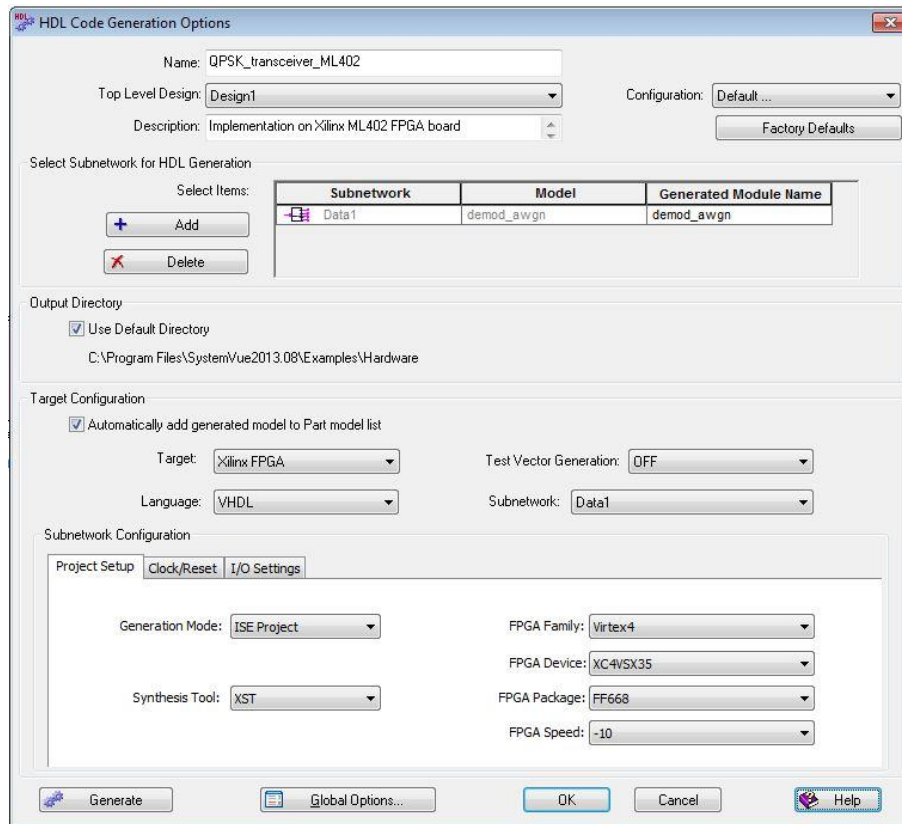 HDL HDL Code Generation Options
Name: QPSK_transceiver_ML402
Top Level Design: Design1 Configuration: Default ...
Description: Implementation on Xilinx ML402 FPGA board Factory Defaults
Select Subnetwork for HDL Generation
Select Items: Subnetwork Model Generated Module Name
Add Data1 demod_awgn demod_awgn
Delete
Output Directory
Use Default Directory
C:\Program Files\SystemVue2013.08\Examples\Hardware
Target Configuration
Automatically add generated model to Part model list
Target: Xilinx FPGA Test Vector Generation: OFF
Language: VHDL Subnetwork: Data1
Subnetwork Configuration
Project Setup Clock/Reset I/O Settings
Generation Mode: ISE Project FPGA Family: Virtex4
FPGA Device: XC4VSX35
Synthesis Tool: XST FPGA Package: FF668
FPGA Speed: -10
Generate Global Options... OK Cancel Help